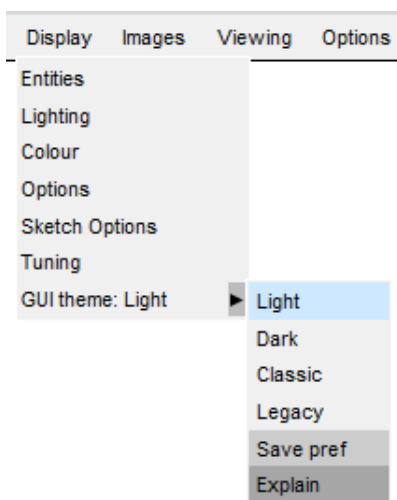 Display Images Viewing Options
Entities
Lighting
Colour
Options
Sketch Options
Tuning
GUI theme: Light
Light
Dark
Classic
Legacy
Save pref
Explain